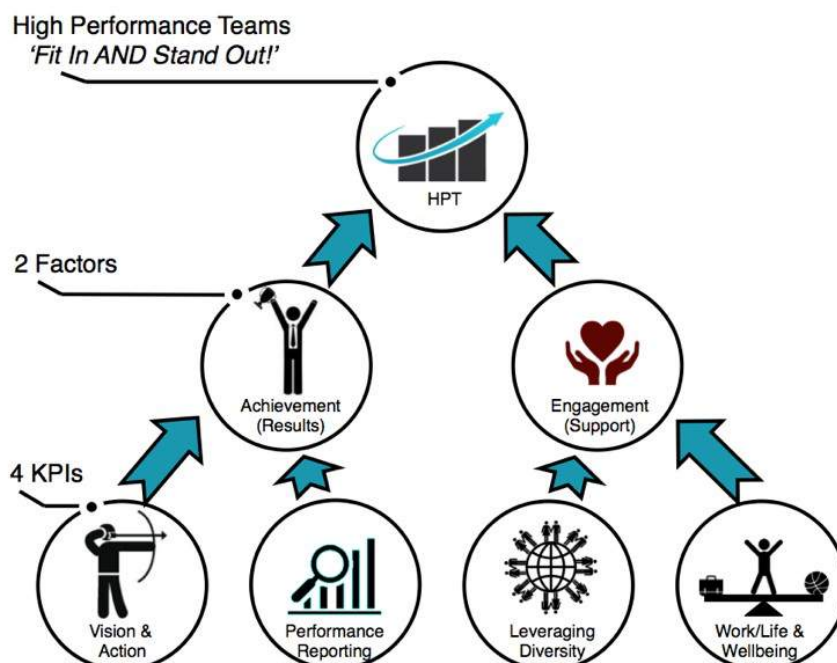 High Performance Teams
‘Fit In AND Stand Out!’
HPT
2 Factors
Achievement
(Results)
Engagement
(Support)
4 KPIs
Vision &
Action
Performance
Reporting
Leveraging
Diversity
Work/Life &
Wellbeing